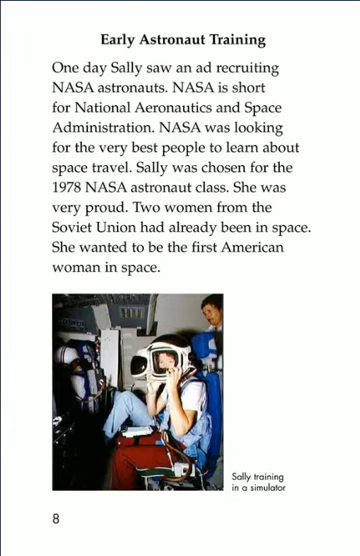 Early Astronaut Training
One day Sally saw an ad recruiting
NASA astronauts. NASA is short
for National Aeronautics and Space
Administration. NASA was looking
for the very best people to learn about
space travel. Sally was chosen for the
1978 NASA astronaut class. She was
very proud. Two women from the
Soviet Union had already been in space.
She wanted to be the first American
woman in space.
Sally training
in a simulator
8